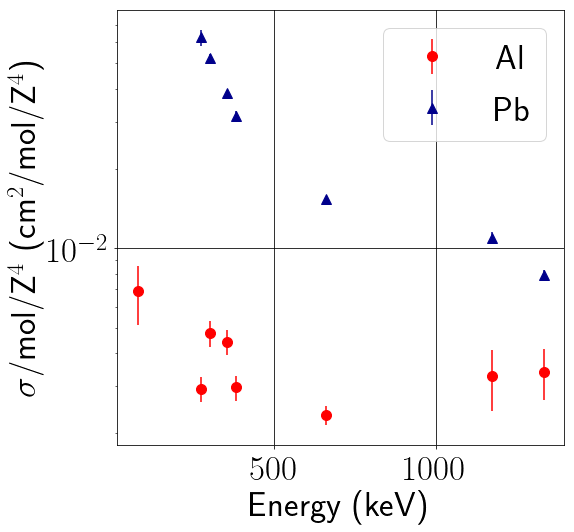 σ/mol/Z⁴ (cm²/mol/Z⁴)
Al
Pb
10⁻²
500 1000
Energy (keV)